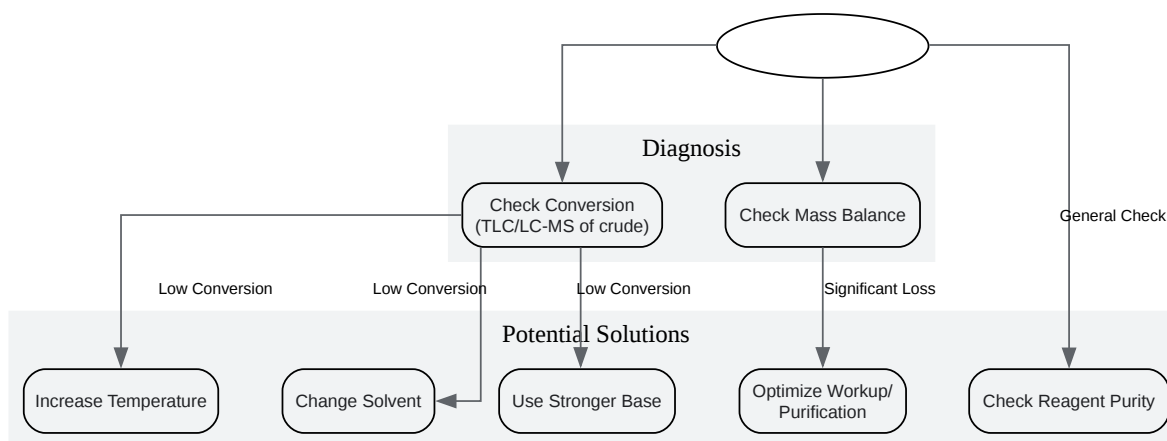 Diagnosis
Check Conversion
(TLC/LC-MS of crude)
Check Mass Balance
General Check
Low Conversion
Low Conversion
Low Conversion
Significant Loss
Potential Solutions
Increase Temperature
Change Solvent
Use Stronger Base
Optimize Workup/
Purification
Check Reagent Purity